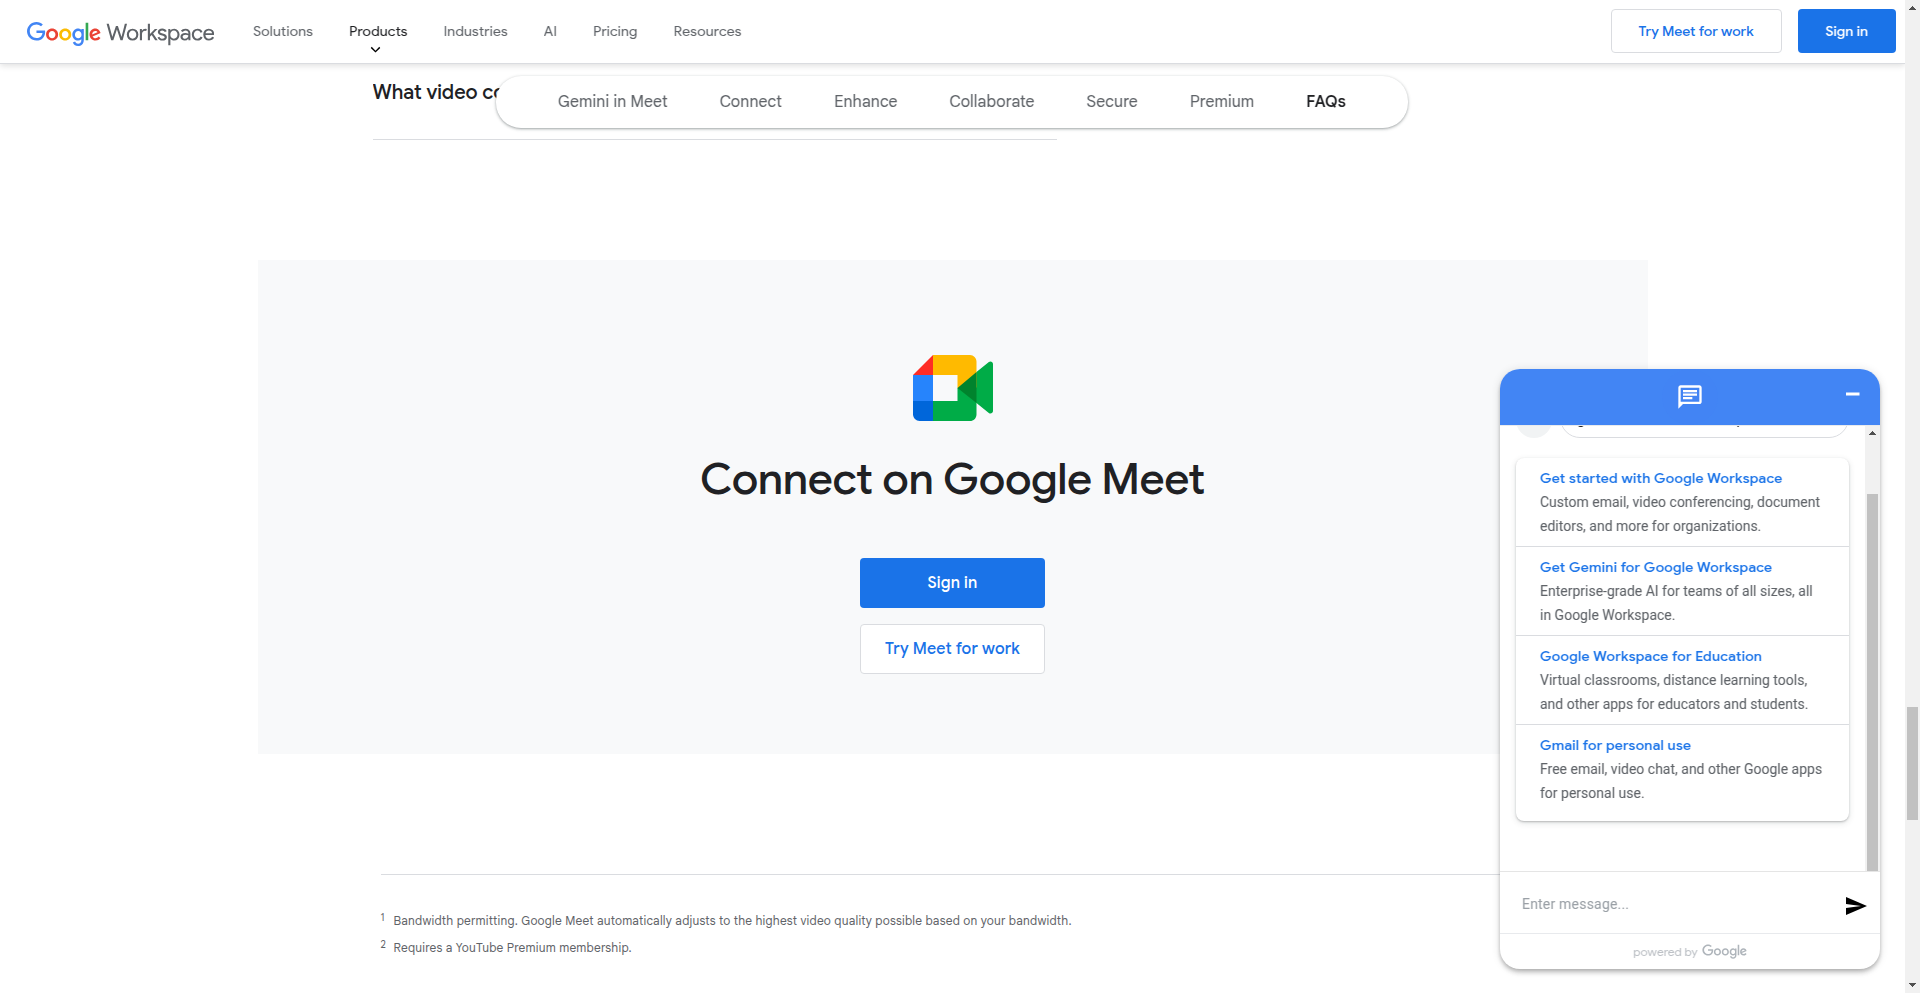 Google Workspace
Solutions
Products
Industries
AI
Pricing
Resources
Try Meet for work
Sign in
What video
Gemini in Meet
Connect
Enhance
Collaborate
Secure
Premium
FAQs
Connect on Google Meet
Sign in
Try Meet for work
1 Bandwidth permitting. Google Meet automatically adjusts to the highest video quality possible based on your bandwidth.
2 Requires a YouTube Premium membership.
Get started with Google Workspace
Custom email, video conferencing, document
editors, and more for organizations.
Get Gemini for Google Workspace
Enterprise-grade AI for teams of all sizes, all
in Google Workspace.
Google Workspace for Education
Virtual classrooms, distance learning tools,
and other apps for educators and students.
Gmail for personal use
Free email, video chat, and other Google apps
for personal use.
Enter message...
powered by Google